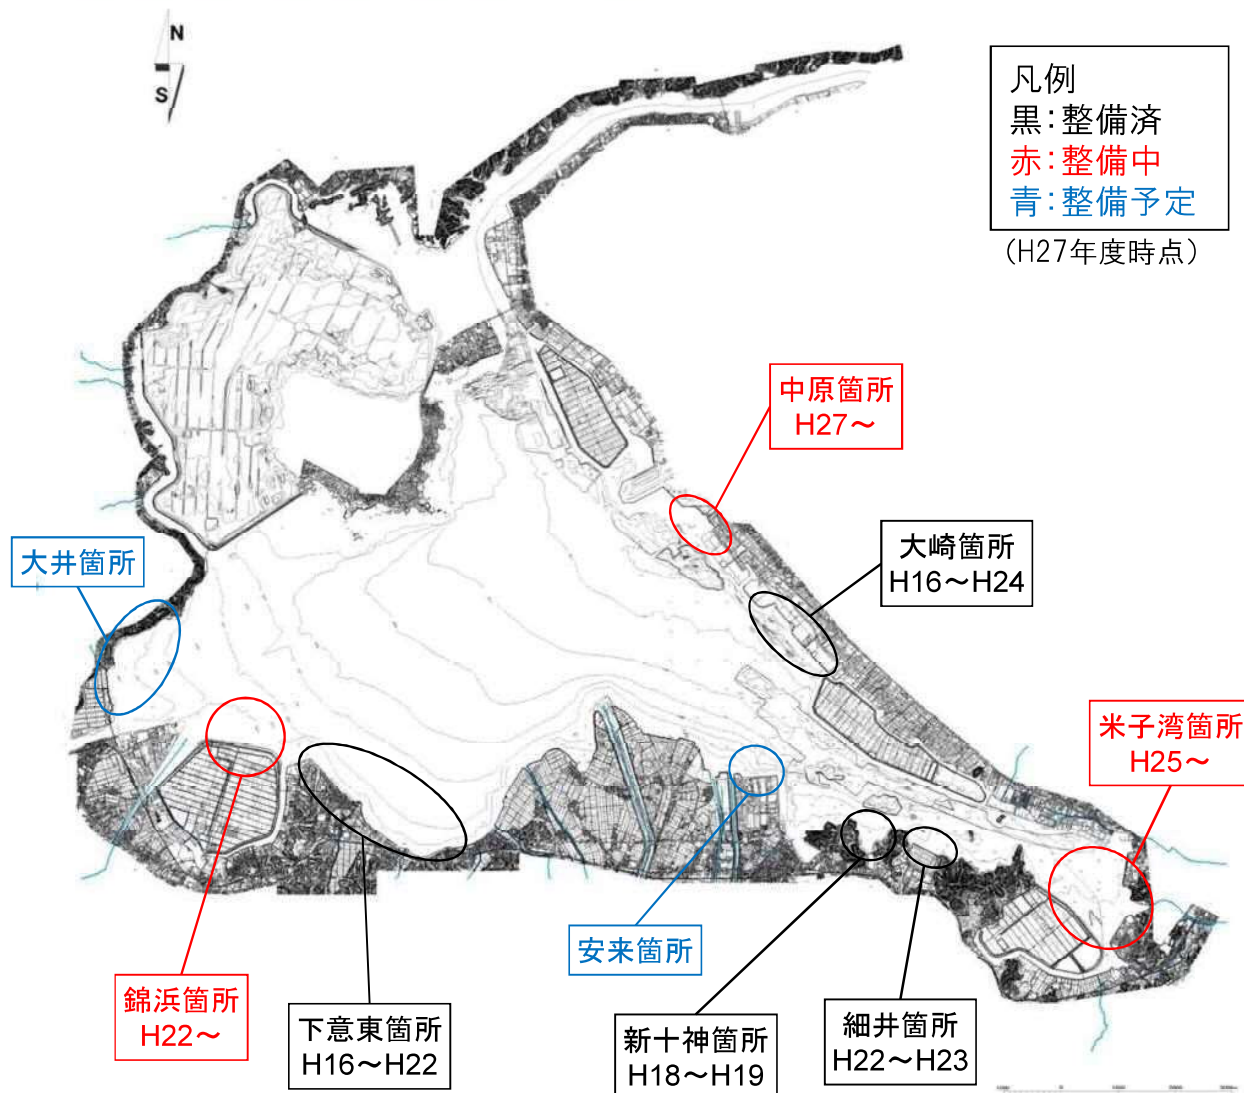 N
S
凡例
黒：整備済
赤：整備中
青：整備予定
（H27年度時点）
中原箇所
H27～
大崎箇所
H16～H24
大井箇所
米子湾箇所
H25～
安来箇所
錦浜箇所
H22～
下意東箇所
H16～H22
新十神箇所
H18～H19
細井箇所
H22～H23